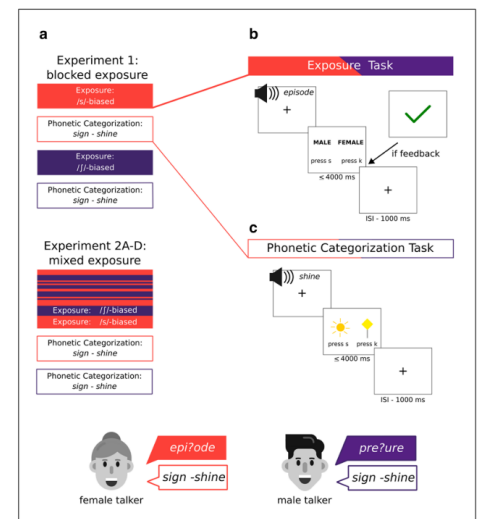 a
Experiment 1:
blocked exposure
Exposure:
/s/-biased
Phonetic Categorization:
sign - shine
Exposure:
/ʃ/-biased
Phonetic Categorization:
sign - shine
Experiment 2A-D:
mixed exposure
Exposure: /ʃ/-biased
Exposure: /s/-biased
Phonetic Categorization:
sign - shine
Phonetic Categorization:
sign - shine
b
Exposure Task
episode
+
MALE FEMALE
press s press k
≤ 4000 ms
if feedback
+
ISI - 1000 ms
c
Phonetic Categorization Task
shine
+
press s press k
≤ 4000 ms
+
ISI - 1000 ms
epi?ode
sign -shine
female talker
pre?ure
sign -shine
male talker